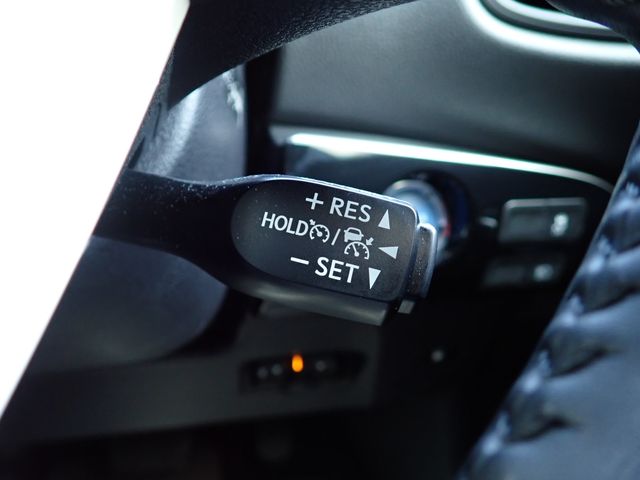 + RES
HOLD /
− SET